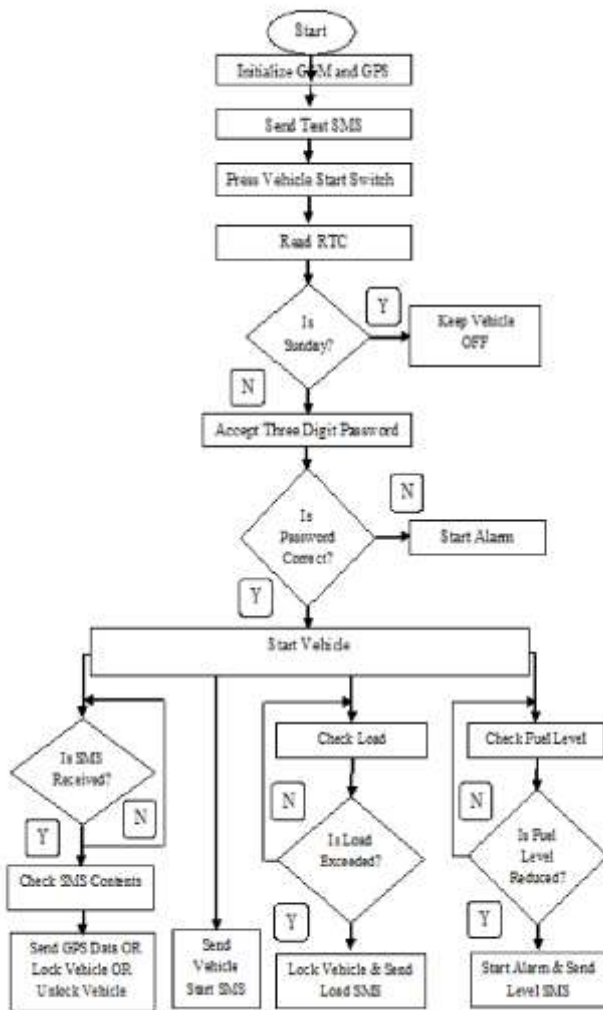 Start
Initialize GSM and GPS
Send Test SMS
Press Vehicle Start Switch
Read RTC
Is
Sunday?
Y
Keep Vehicle
OFF
N
Accept Three Digit Password
Is
Password
Correct?
N
Start Alarm
Y
Start Vehicle
Is SMS
Received?
N
Y
Check SMS Contents
Send GPS Data OR
Lock Vehicle OR
Unlock Vehicle
Send
Vehicle
Start SMS
Check Load
N
Is Load
Exceeded?
Y
Lock Vehicle & Send
Load SMS
Check Fuel Level
N
Is Fuel
Level
Reduced?
Y
Start Alarm & Send
Level SMS